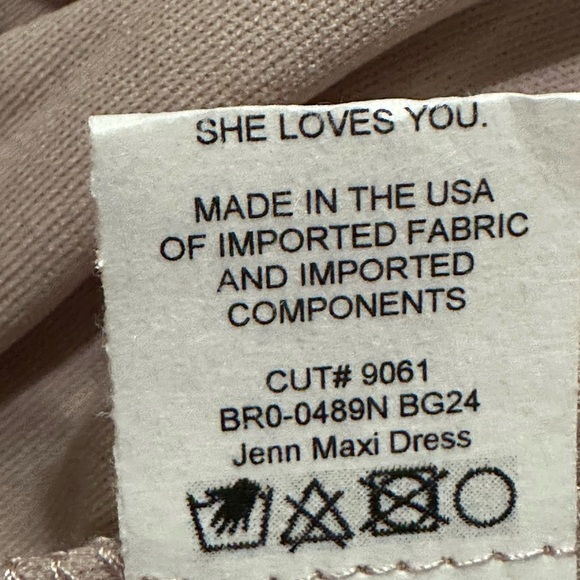 SHE LOVES YOU.
MADE IN THE USA
OF IMPORTED FABRIC
AND IMPORTED
COMPONENTS
CUT# 9061
BR0-0489N BG24
Jenn Maxi Dress